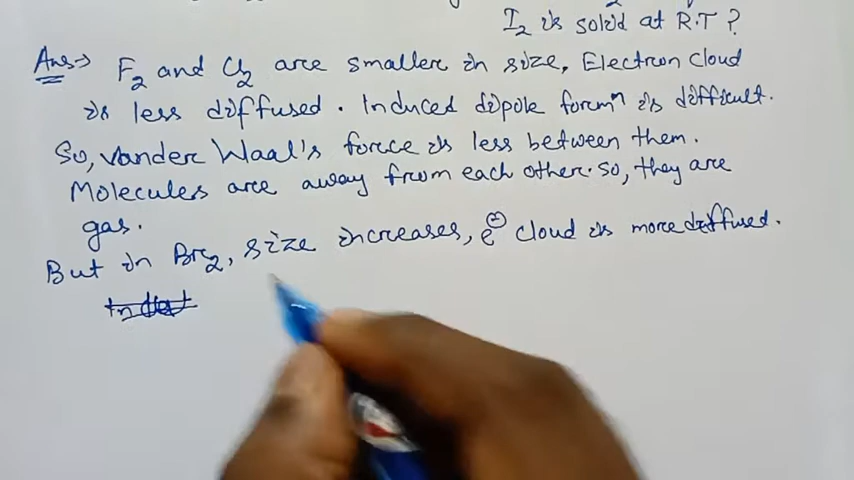 I2 is solid at R.T ?
Ans→ F2 and Cl2 are smaller in size, Electron cloud
is less diffused. Induced dipole formn is difficult.
So, Vander Waal's force is less between them.
Molecules are away from each other. So, they are
gas.
But in Br2, size increases, e⊖ cloud is more diffused.